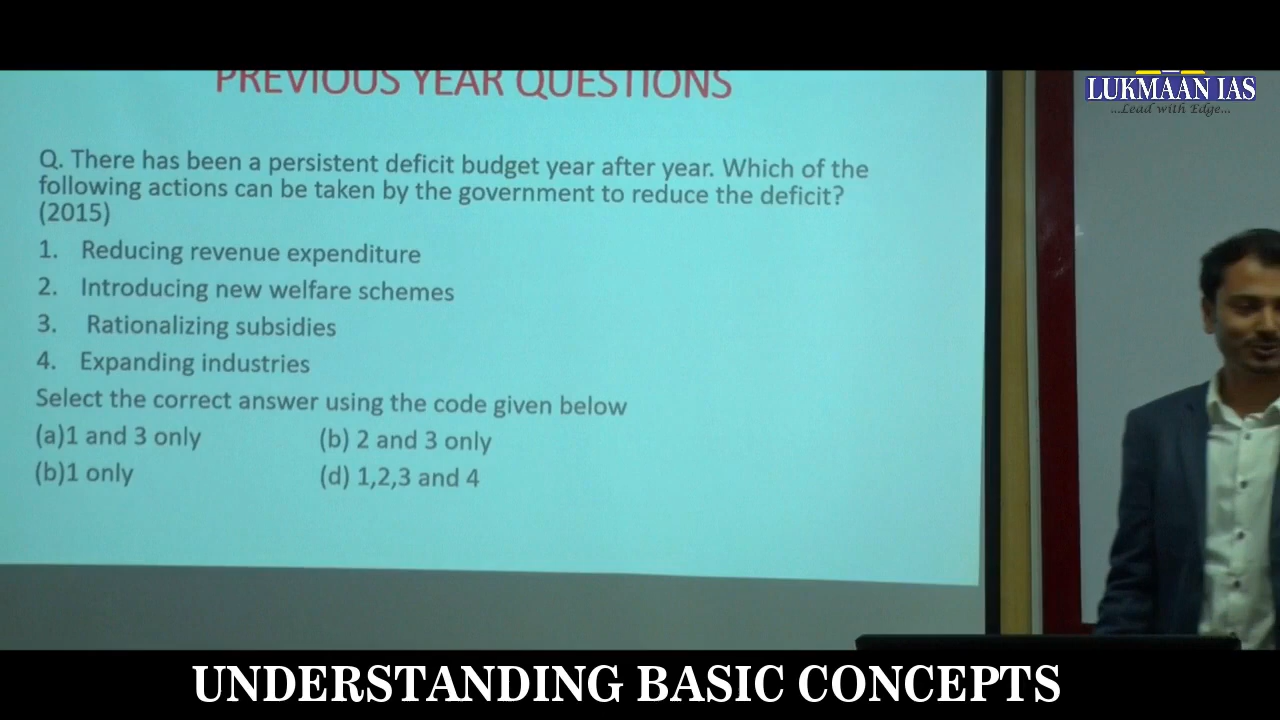 PREVIOUS YEAR QUESTIONS
LUKMAAN IAS
...Lead with Edge...
Q. There has been a persistent deficit budget year after year. Which of the
following actions can be taken by the government to reduce the deficit?
(2015)
1. Reducing revenue expenditure
2. Introducing new welfare schemes
3. Rationalizing subsidies
4. Expanding industries
Select the correct answer using the code given below
(a)1 and 3 only (b) 2 and 3 only
(b)1 only (d) 1,2,3 and 4
UNDERSTANDING BASIC CONCEPTS